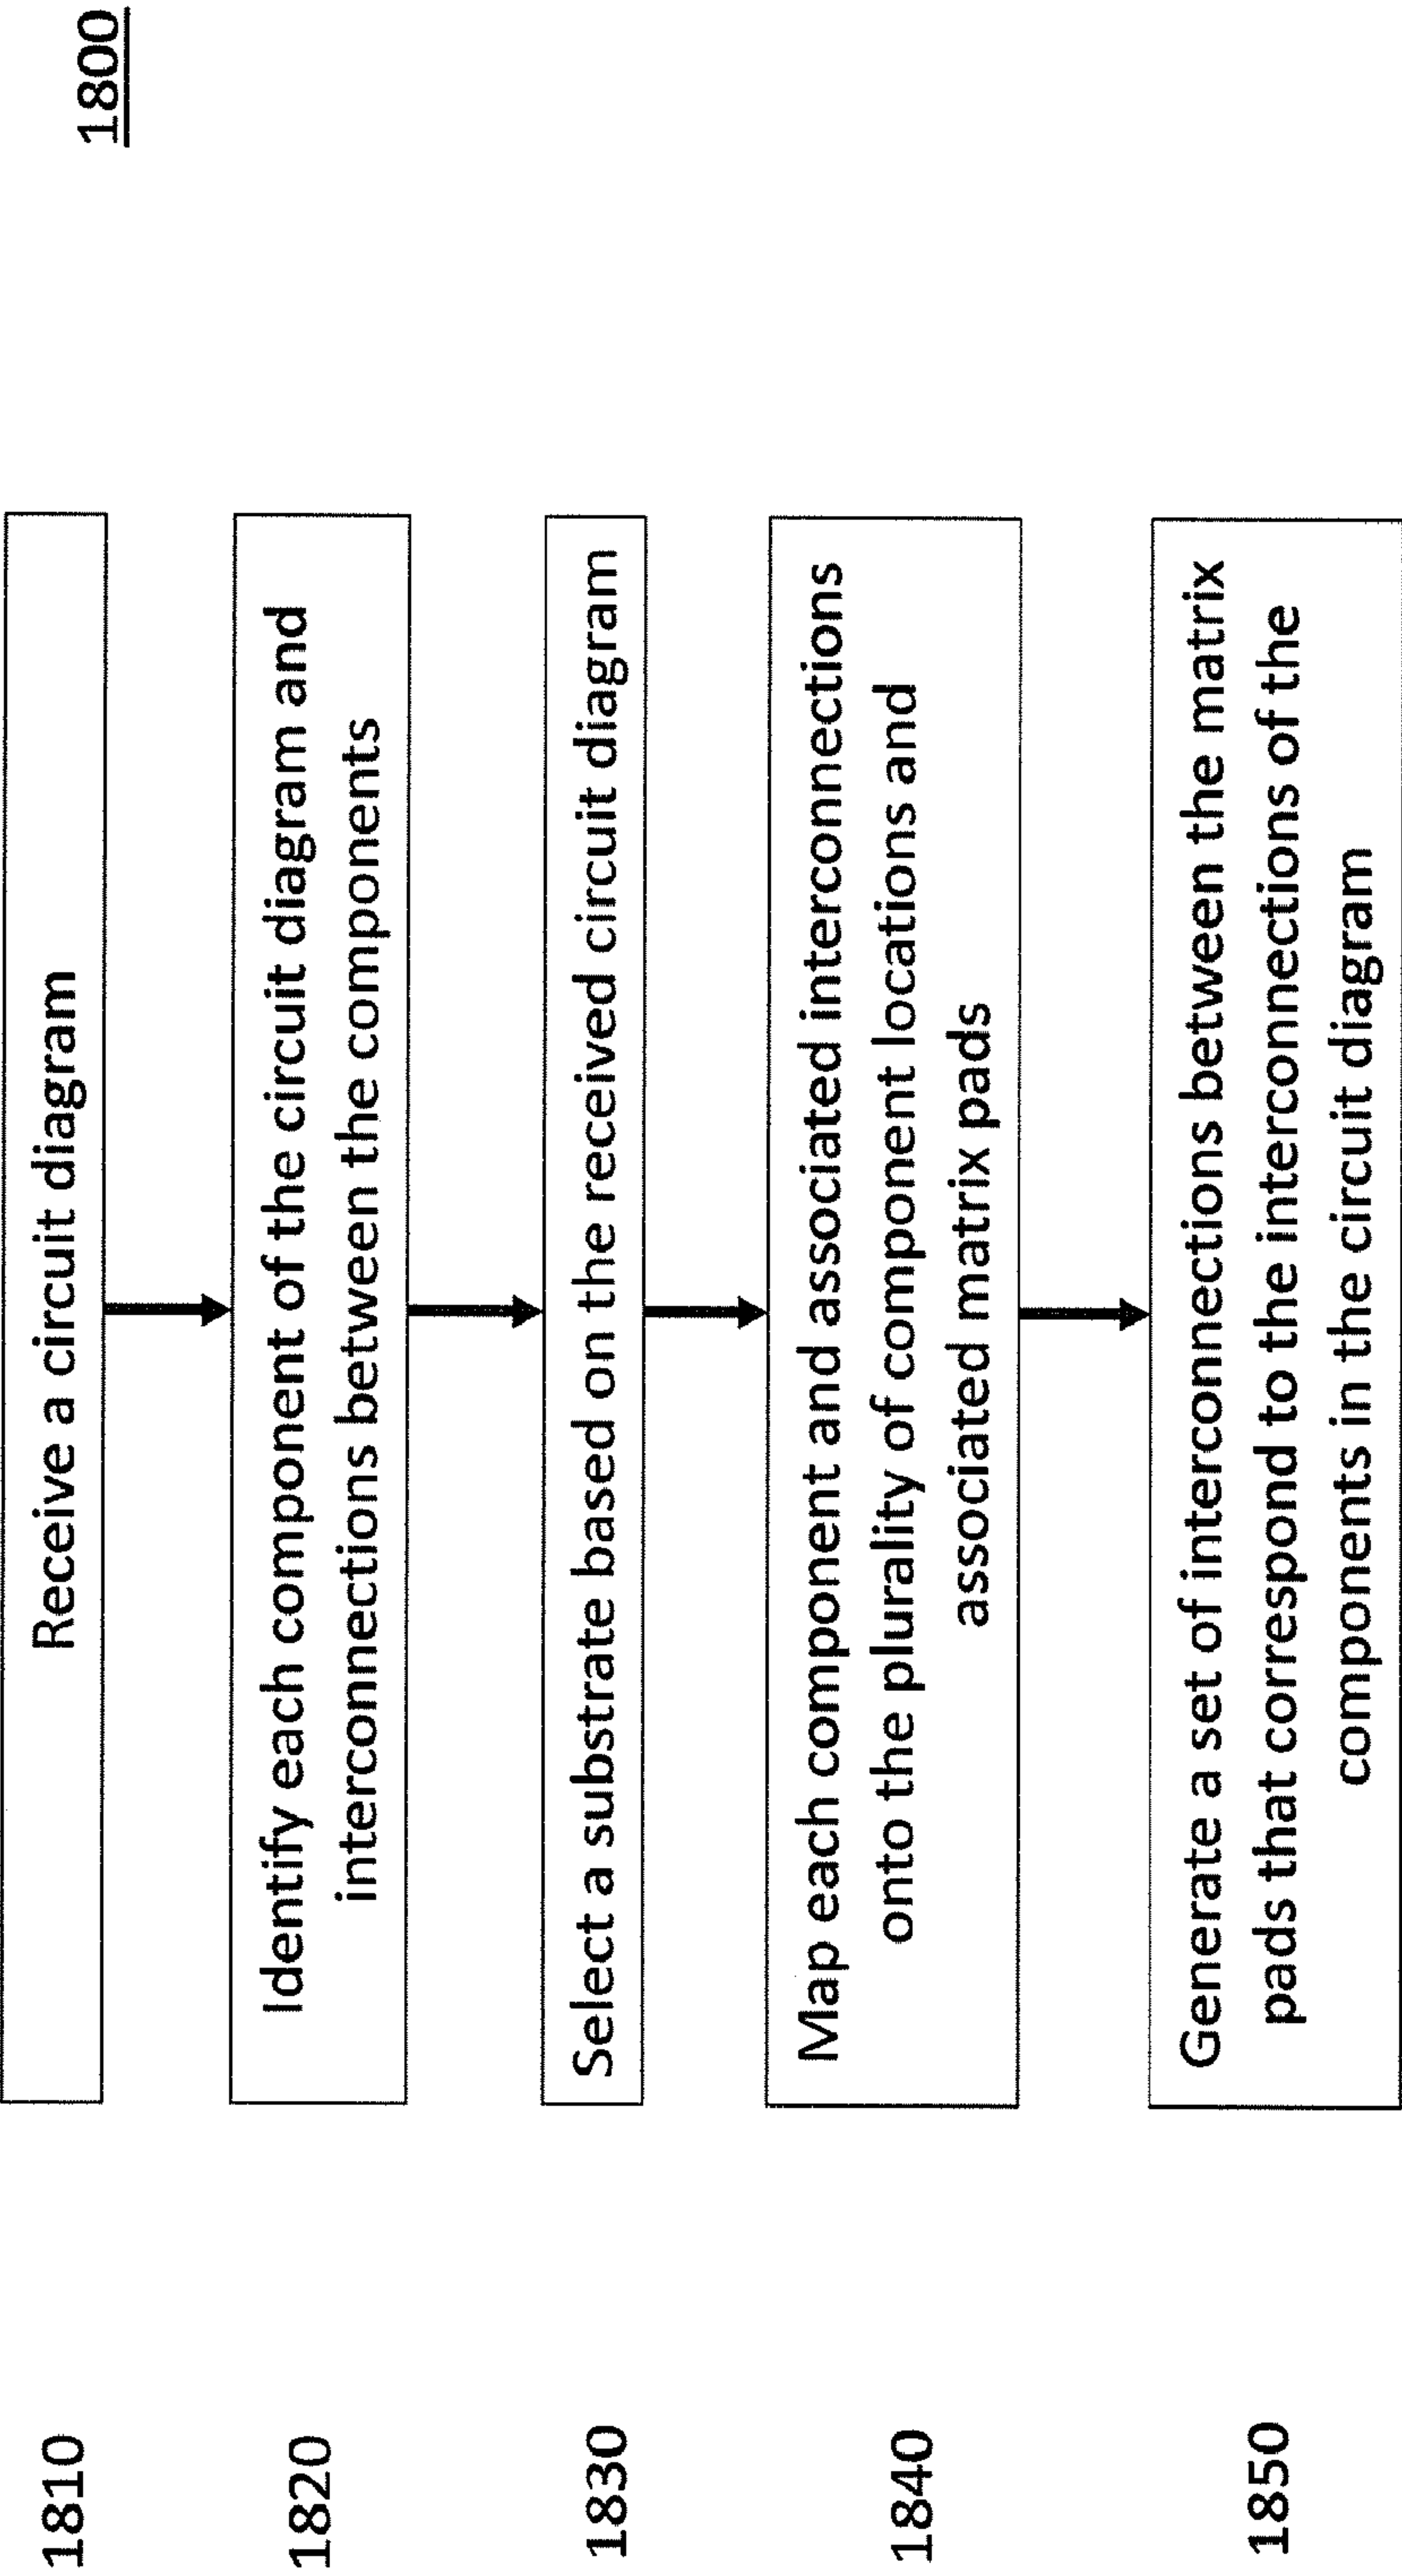 1800
1810
Receive a circuit diagram
1820
Identify each component of the circuit diagram and
interconnections between the components
1830
Select a substrate based on the received circuit diagram
1840
Map each component and associated interconnections
onto the plurality of component locations and
associated matrix pads
1850
Generate a set of interconnections between the matrix
pads that correspond to the interconnections of the
components in the circuit diagram